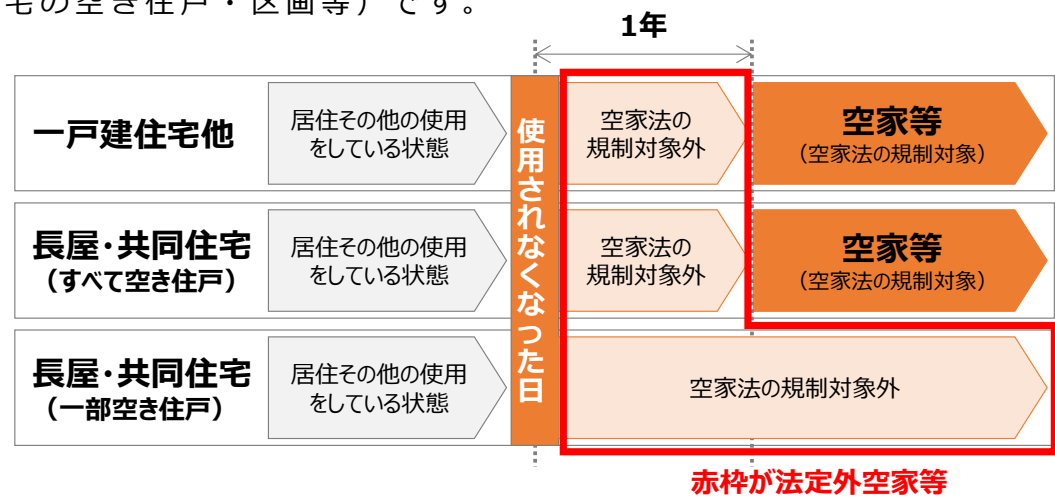 宅の空き住戸・区画等）です。
1年
一戸建住宅他
居住その他の使用
をしている状態
使用されなくなった日
空家法の
規制対象外
空家等
（空家法の規制対象）
長屋・共同住宅
（すべて空き住戸）
居住その他の使用
をしている状態
空家法の
規制対象外
空家等
（空家法の規制対象）
長屋・共同住宅
（一部空き住戸）
居住その他の使用
をしている状態
空家法の規制対象外
赤枠が法定外空家等